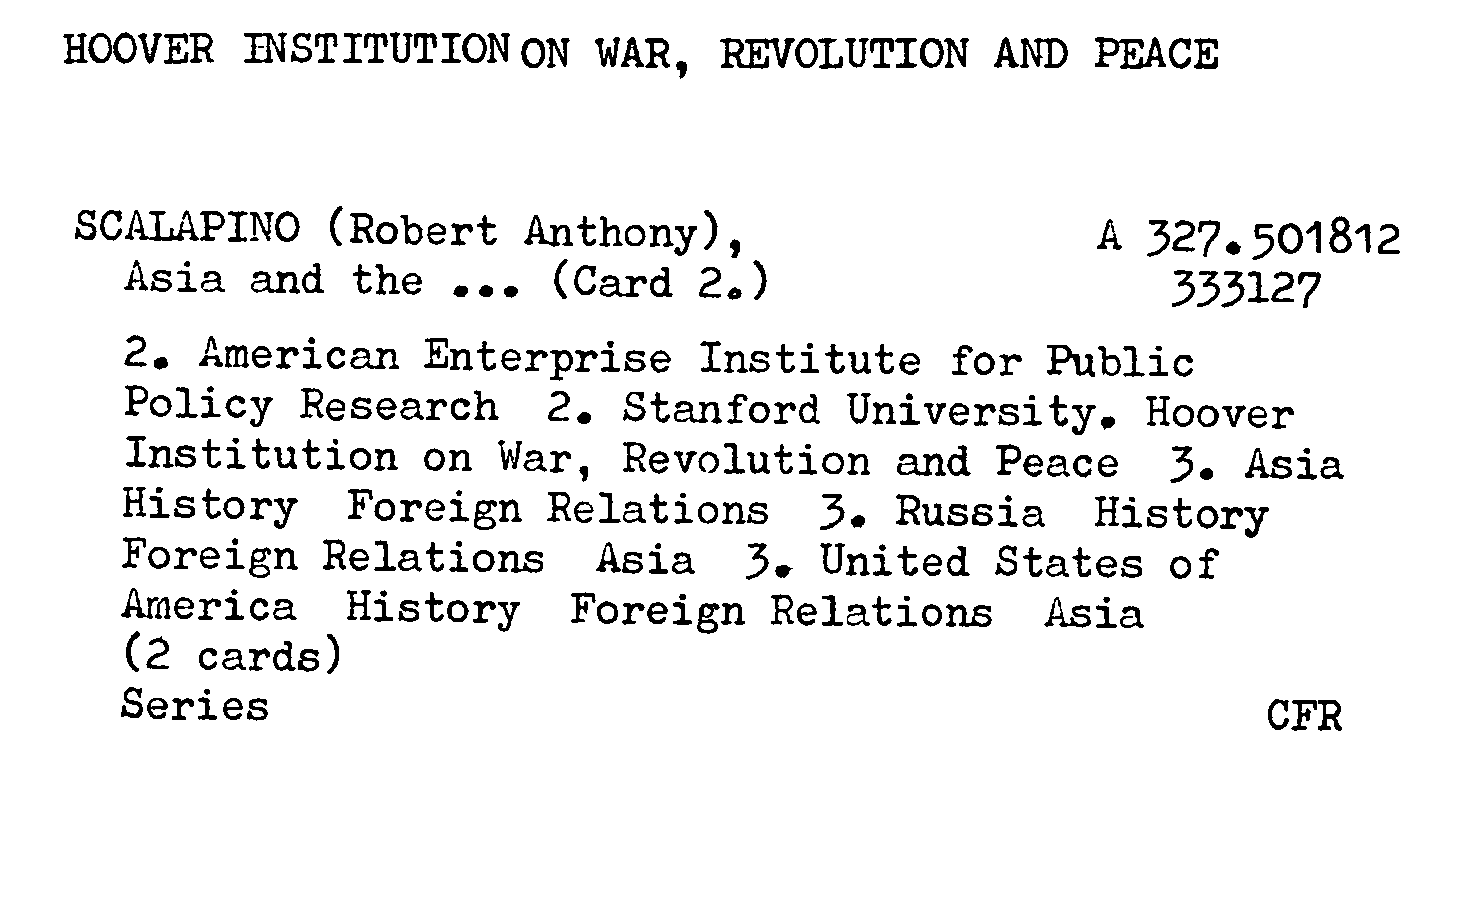 HOOVER INSTITUTION ON WAR, REVOLUTION AND PEACE
SCALAPINO (Robert Anthony), A 327.501812
Asia and the ... (Card 2.) 333127
2. American Enterprise Institute for Public
Policy Research 2. Stanford University. Hoover
Institution on War, Revolution and Peace 3. Asia
History Foreign Relations 3. Russia History
Foreign Relations Asia 3. United States of
America History Foreign Relations Asia
(2 cards)
Series CFR